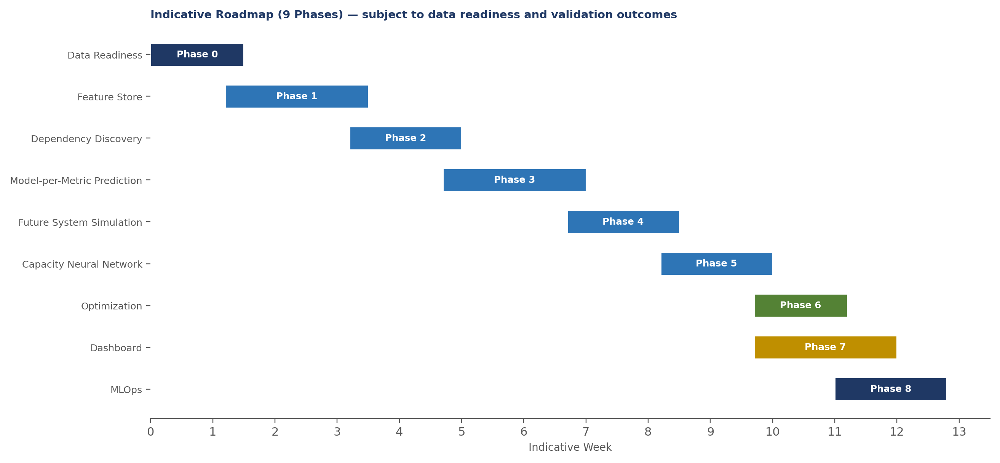 Indicative Roadmap (9 Phases) — subject to data readiness and validation outcomes
Data Readiness
Phase 0
Feature Store
Phase 1
Dependency Discovery
Phase 2
Model-per-Metric Prediction
Phase 3
Future System Simulation
Phase 4
Capacity Neural Network
Phase 5
Optimization
Phase 6
Dashboard
Phase 7
MLOps
Phase 8
0 1 2 3 4 5 6 7 8 9 10 11 12 13
Indicative Week